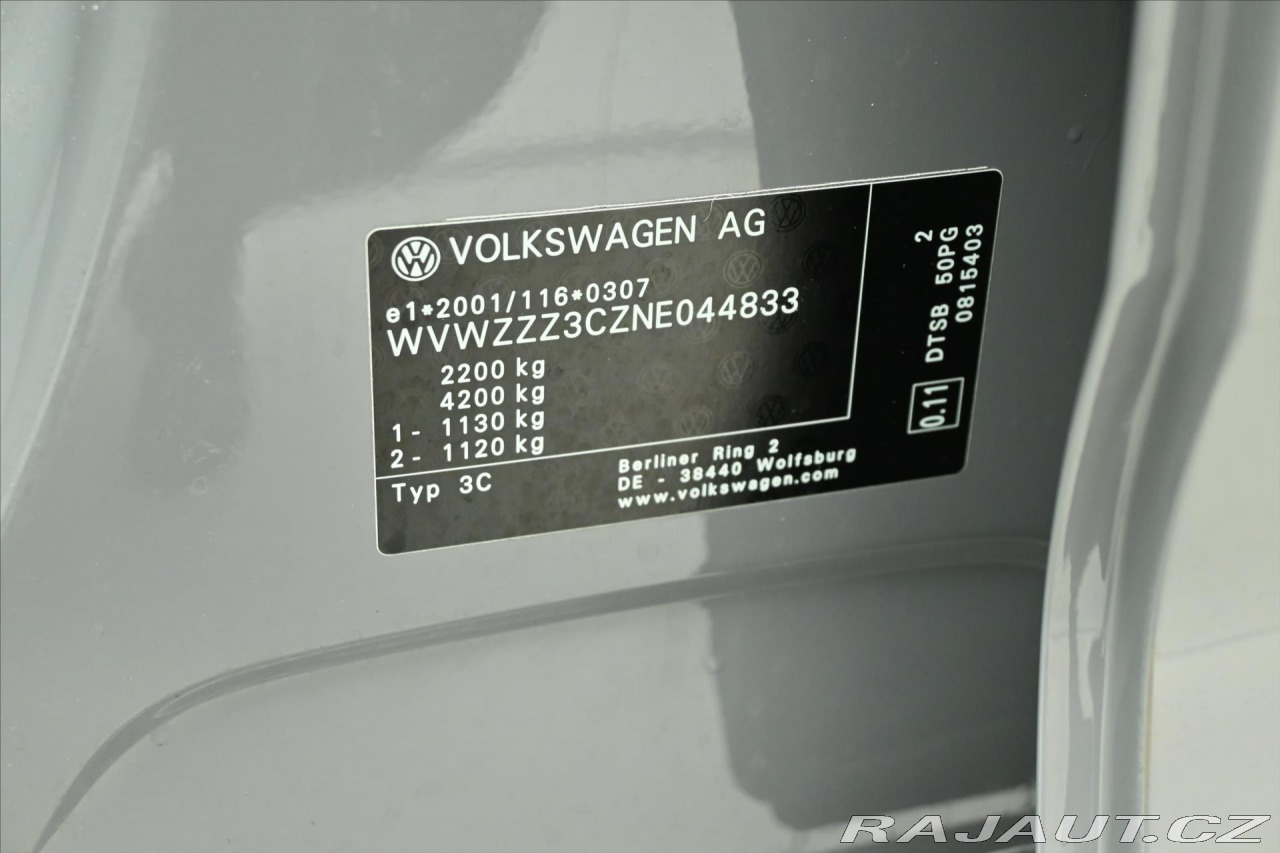 VOLKSWAGEN AG
e1*2001/116*0307
WVWZZZ3CZNE044833
2200 kg
4200 kg
1 - 1130 kg
2 - 1120 kg
Typ 3C
Berliner Ring 2
DE - 38440 Wolfsburg
www.volkswagen.com
2
DTSB 50PG
0815403
0.11
RAJAUT.CZ